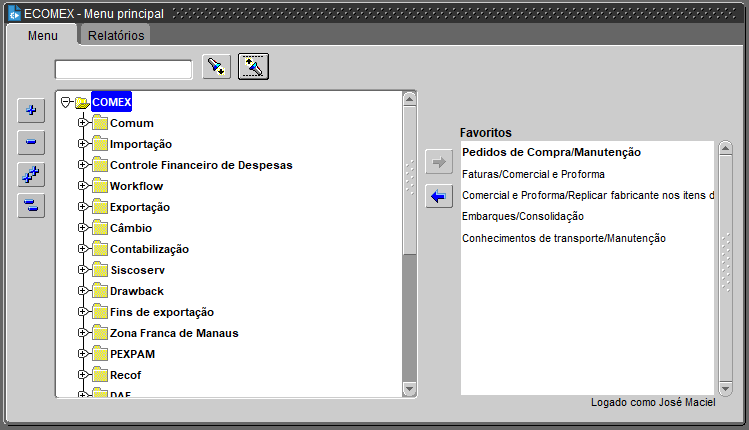 ECOMEX - Menu principal
Menu
Relatórios
COMEX
Comum
Importação
Controle Financeiro de Despesas
Workflow
Exportação
Câmbio
Contabilização
Siscoserv
Drawback
Fins de exportação
Zona Franca de Manaus
PEXPAM
Recof
Favoritos
Pedidos de Compra/Manutenção
Faturas/Comercial e Proforma
Comercial e Proforma/Replicar fabricante nos itens d
Embarques/Consolidação
Conhecimentos de transporte/Manutenção
Logado como José Maciel